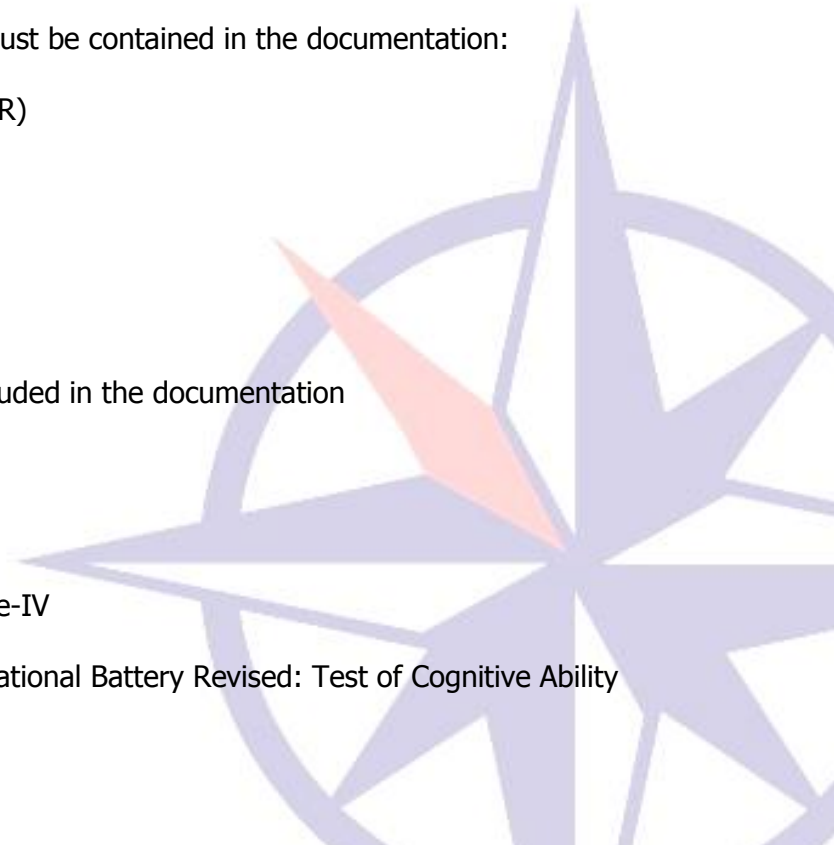 ust be contained in the documentation:
R)
uded in the documentation
e-IV
ational Battery Revised: Test of Cognitive Ability